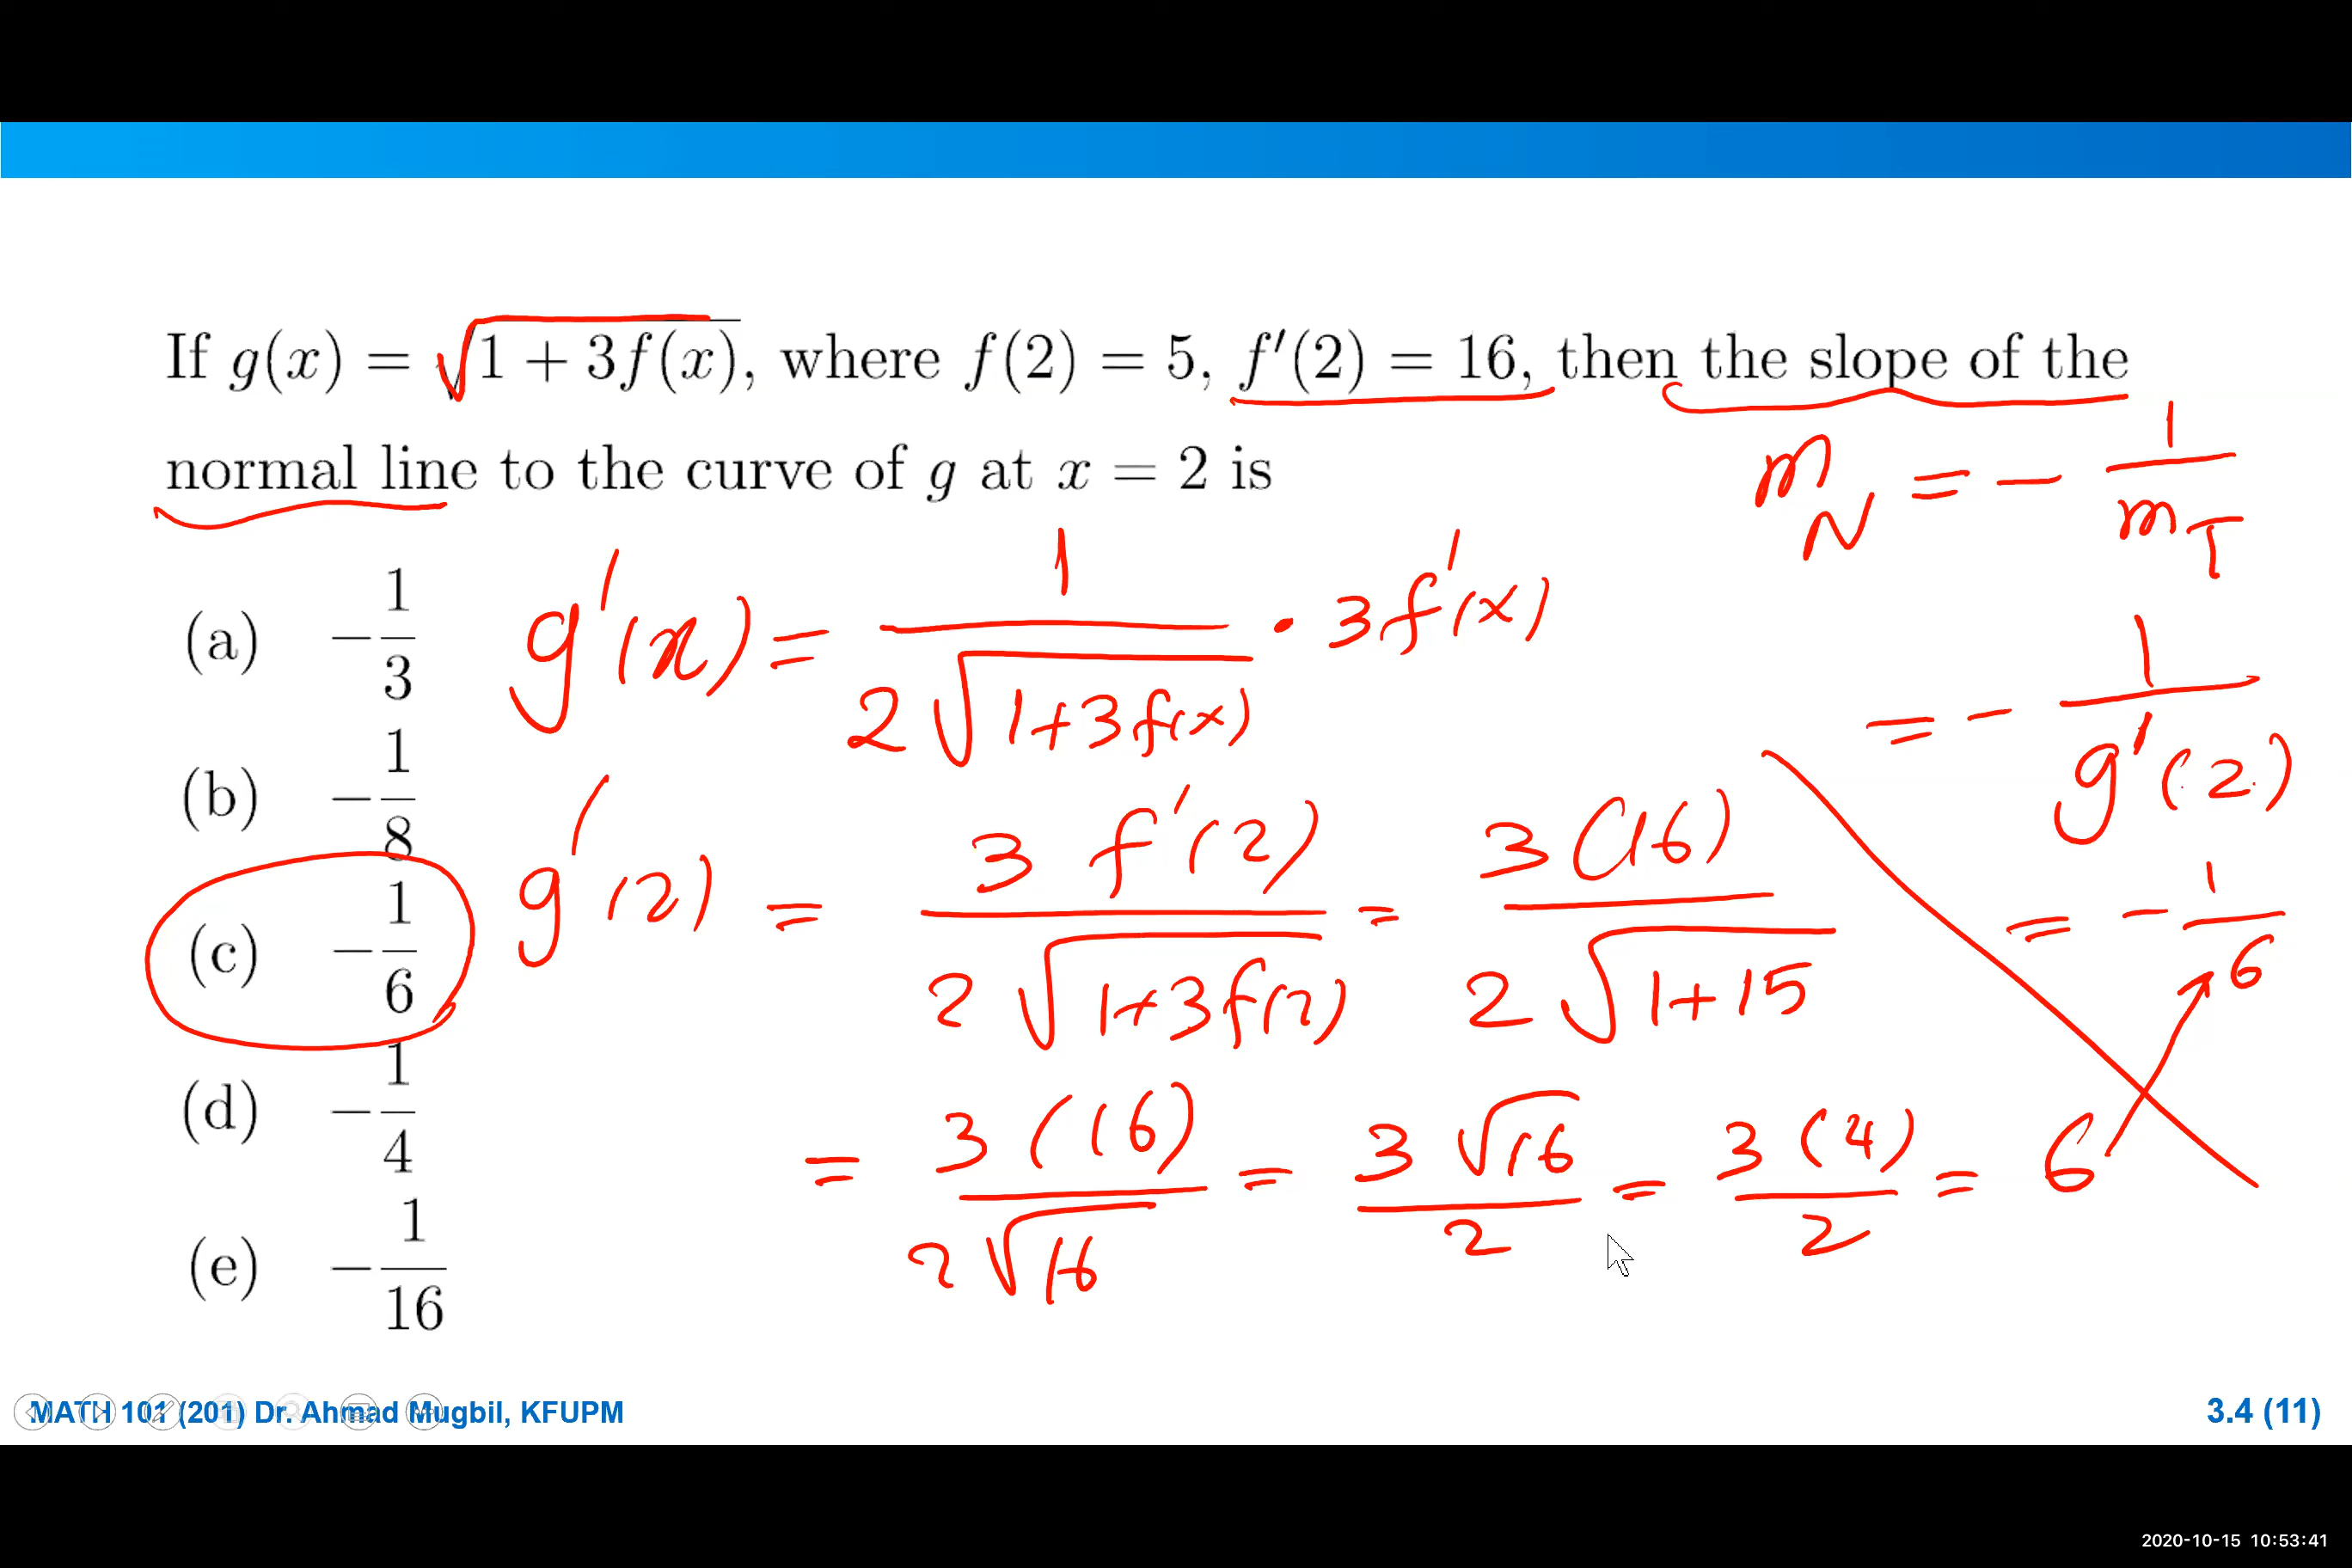 If g(x) = √(1 + 3f(x)), where f(2) = 5, f′(2) = 16, then the slope of the
normal line to the curve of g at x = 2 is
m_N = − 1/m_T
(a) −1/3
g′(x) = 1/(2√(1+3f(x))) · 3f′(x)
= − 1/g′(2)
(b) −1/8
g′(2) = 3 f′(2)/(2√(1+3f(2))) = 3(16)/(2√(1+15))
= − 1/6
(c) −1/6
(d) −1/4
= 3(16)/(2√16) = 3√16/2 = 3(4)/2 = 6
(e) −1/16
MATH 101 (201) Dr. Ahmad Mugbil, KFUPM
3.4 (11)
2020-10-15 10:53:41